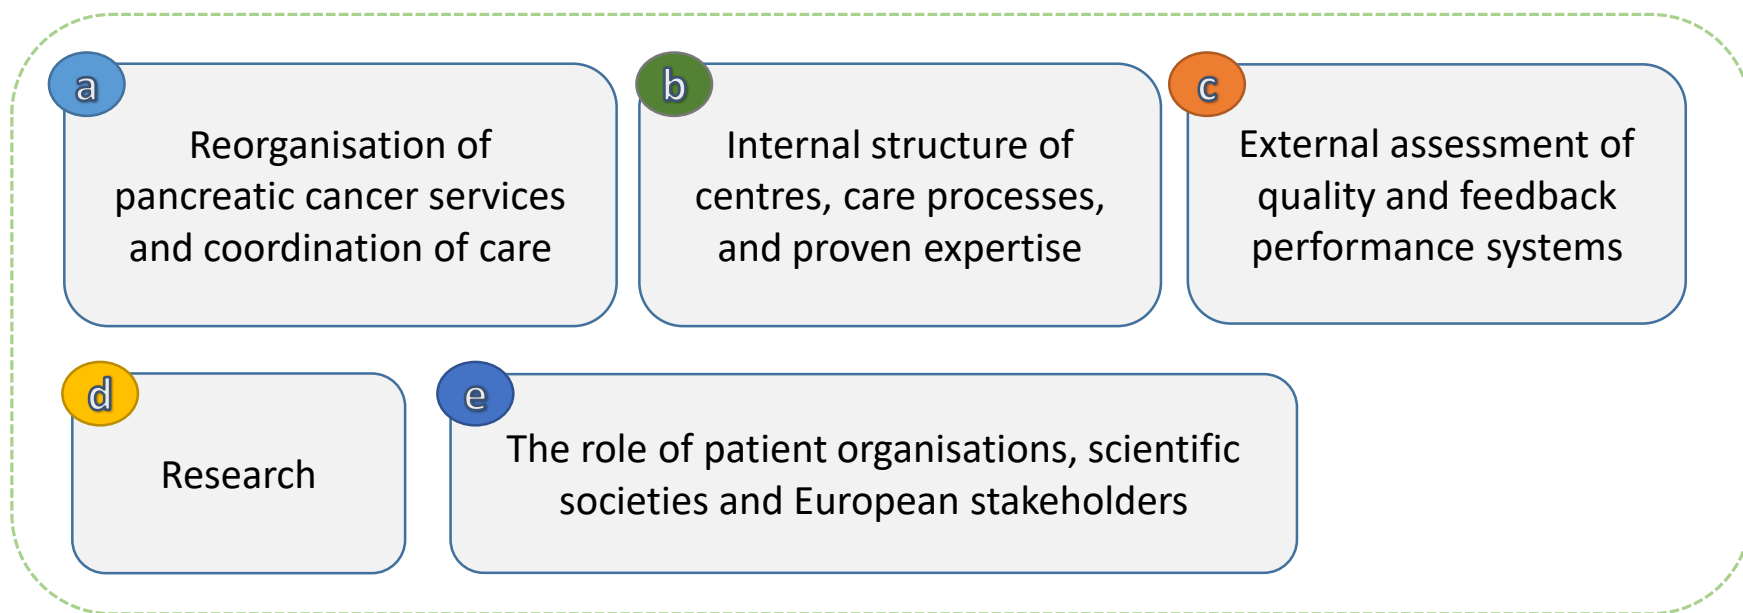 a
Reorganisation of
pancreatic cancer services
and coordination of care
b
Internal structure of
centres, care processes,
and proven expertise
c
External assessment of
quality and feedback
performance systems
d
Research
e
The role of patient organisations, scientific
societies and European stakeholders